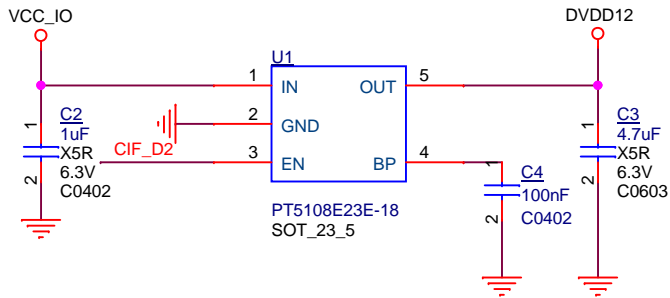 VCC_IO
DVDD12
U1
1
IN
OUT
5
2
GND
CIF_D2
3
EN
BP
4
PT5108E23E-18
SOT_23_5
1
2
C2
1uF
X5R
6.3V
C0402
1
2
C4
100nF
C0402
1
2
C3
4.7uF
X5R
6.3V
C0603